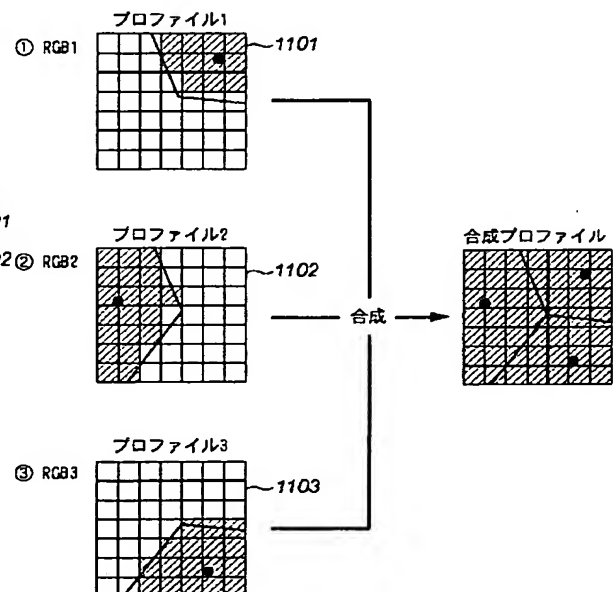 プロファイル1
① RGB1
1101
プロファイル2
② RGB2
1102
合成
合成プロファイル
プロファイル3
③ RGB3
1103